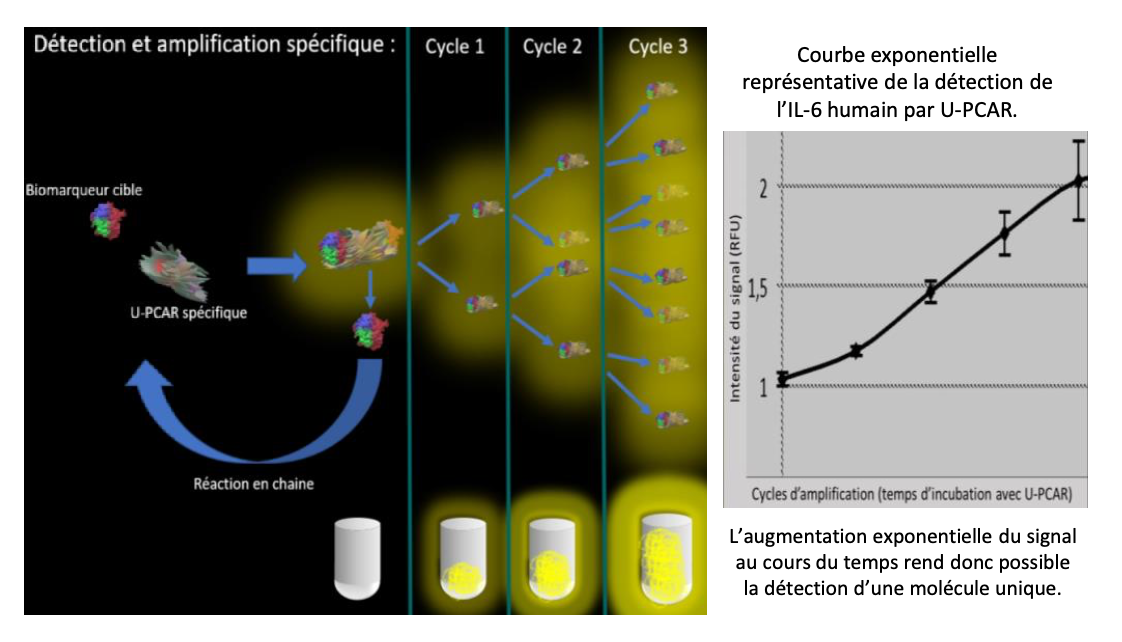 Détection et amplification spécifique :
Cycle 1
Cycle 2
Cycle 3
Biomarqueur cible
U-PCAR spécifique
Réaction en chaine
Courbe exponentielle
représentative de la détection de
l’IL-6 humain par U-PCAR.
Intensité du signal (RFU)
2
1,5
1
Cycles d’amplification (temps d’incubation avec U-PCAR)
L’augmentation exponentielle du signal
au cours du temps rend donc possible
la détection d’une molécule unique.